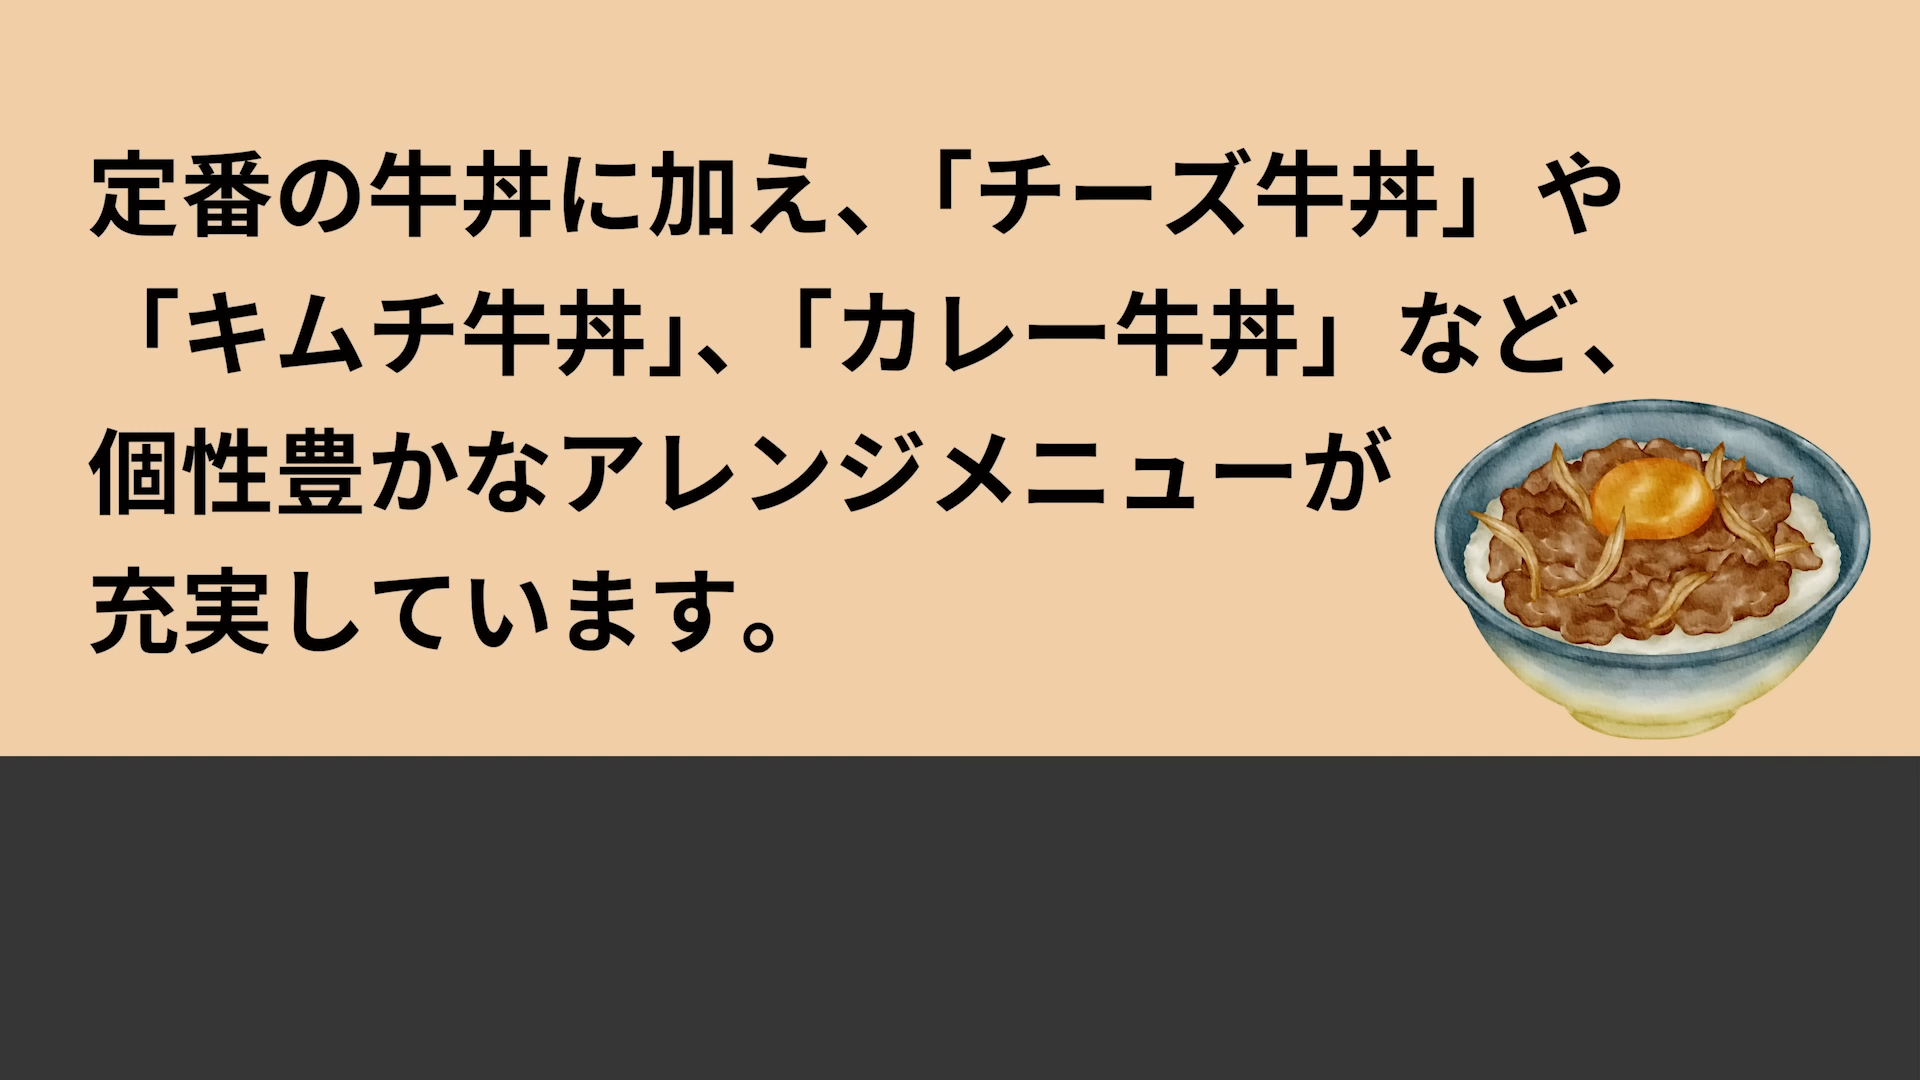 定番の牛丼に加え、「チーズ牛丼」や
「キムチ牛丼」、「カレー牛丼」など、
個性豊かなアレンジメニューが
充実しています。